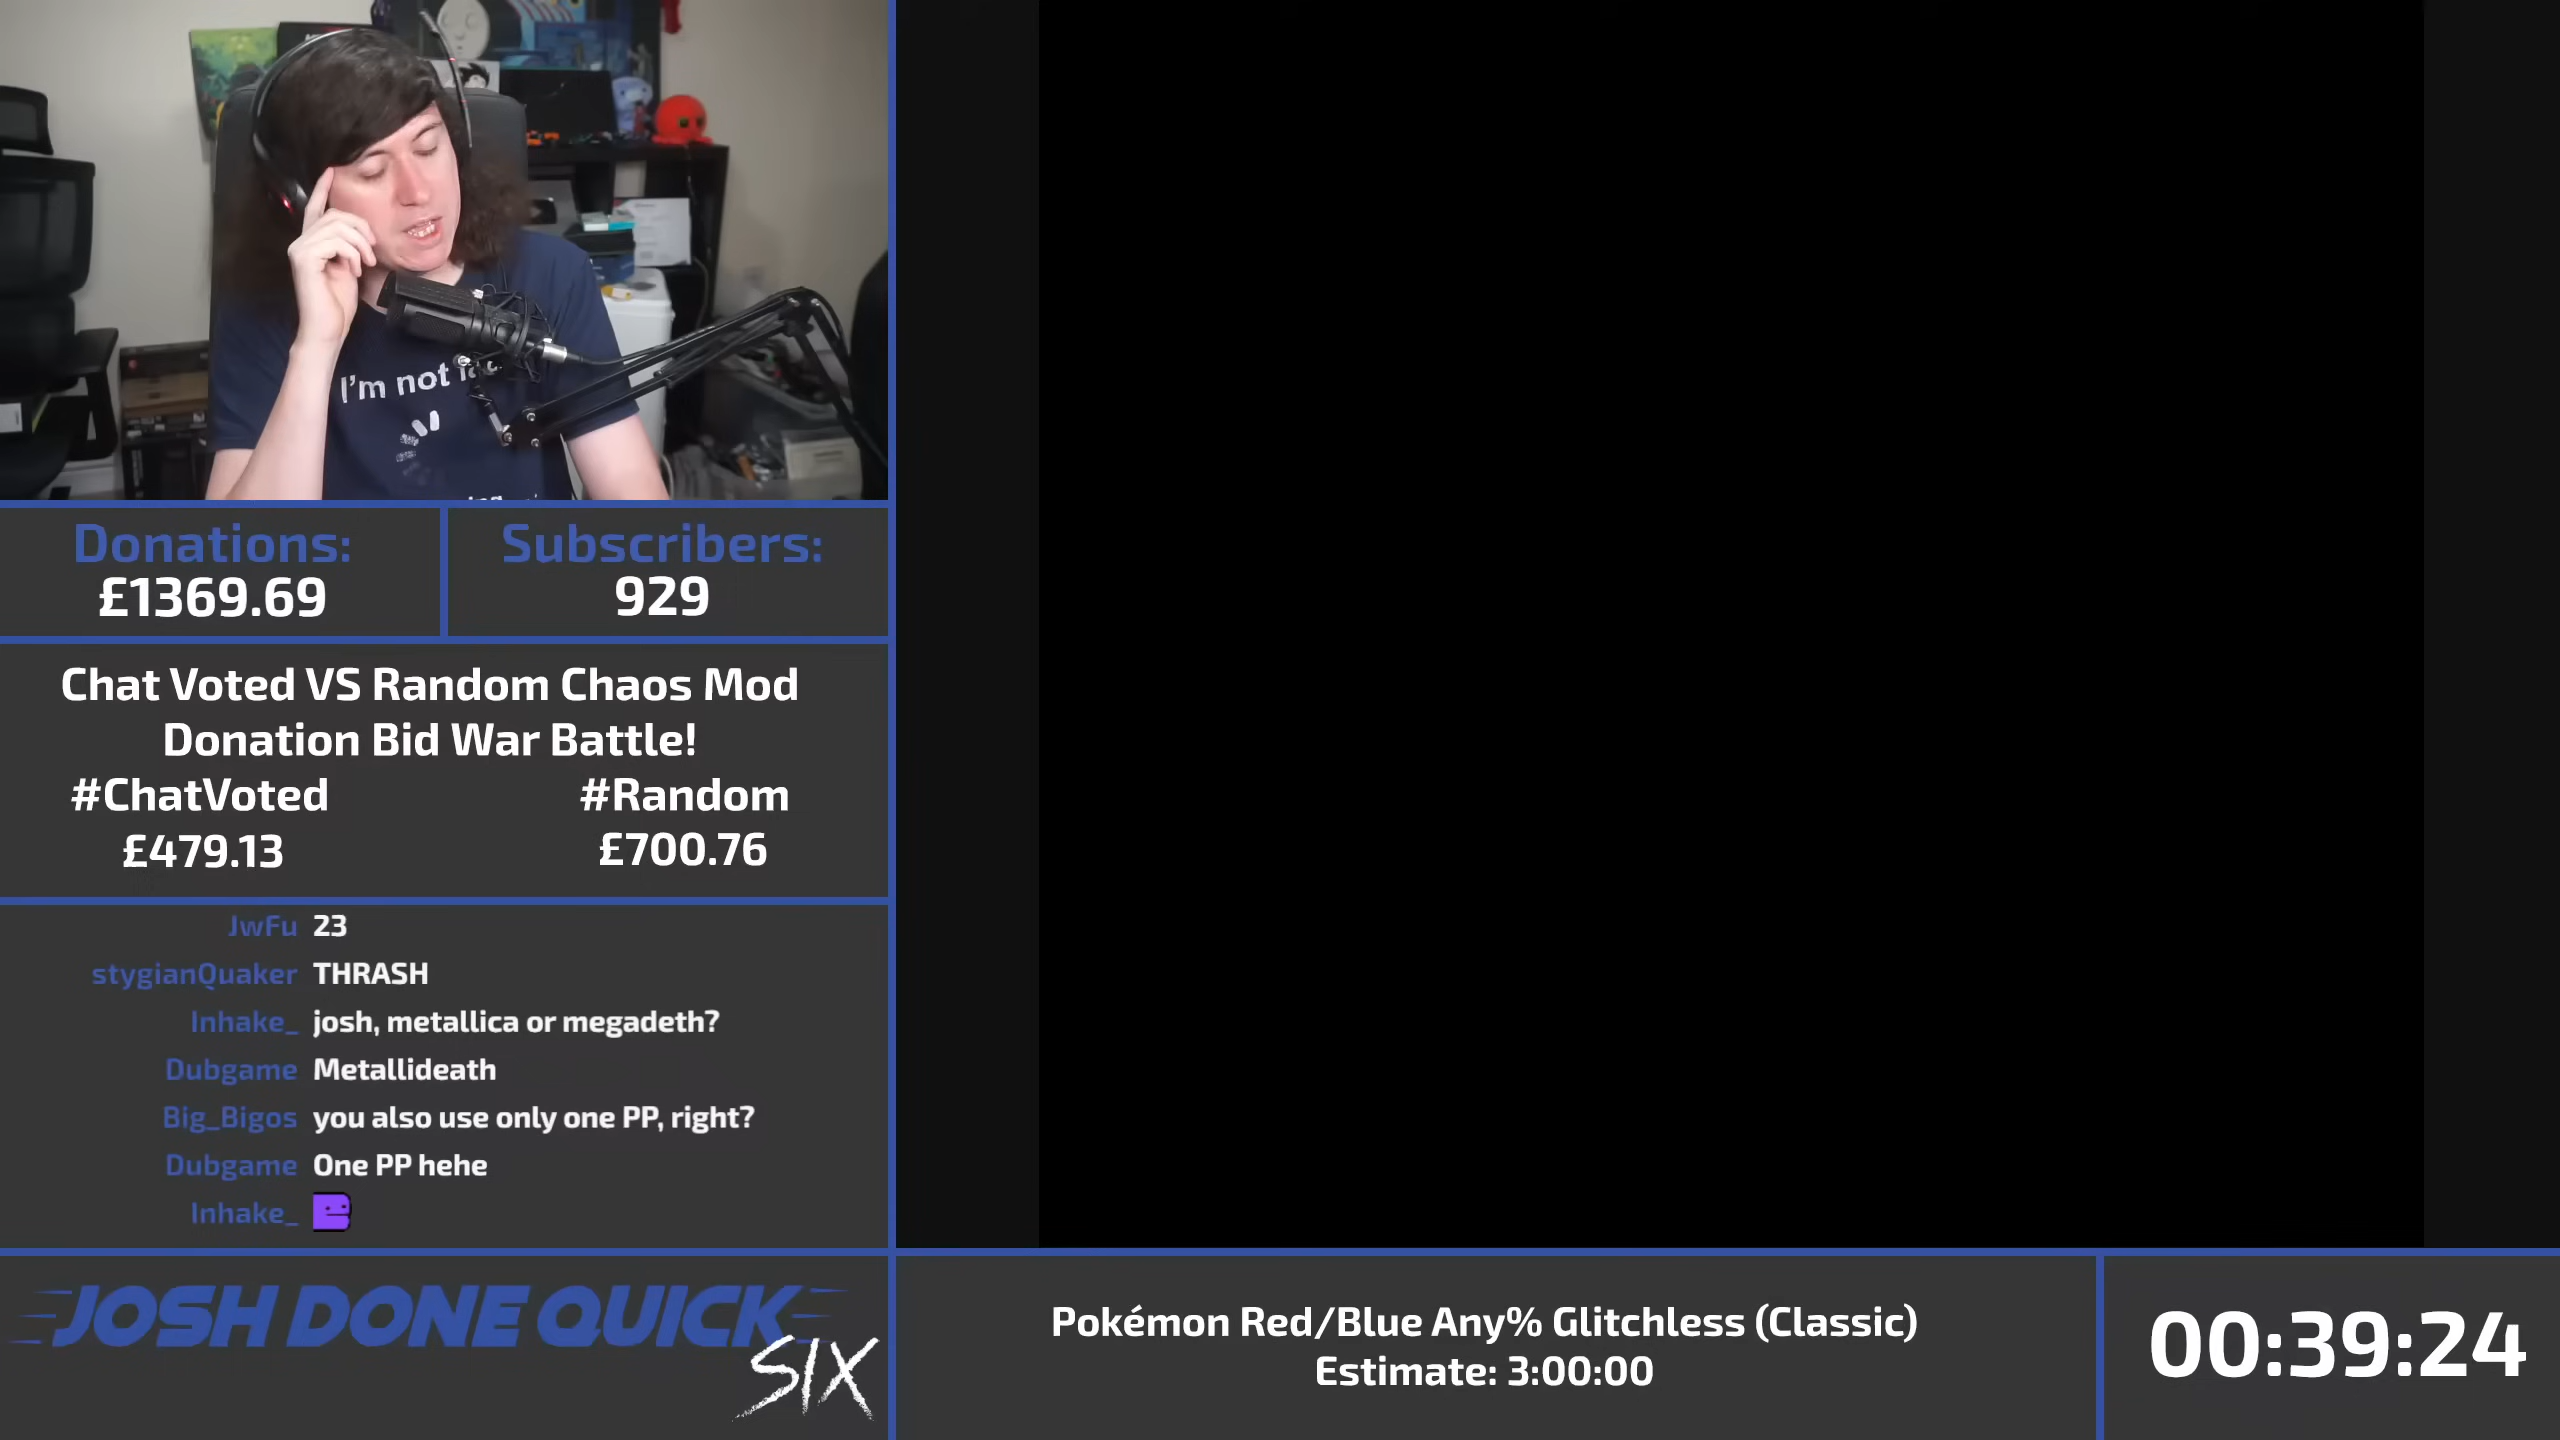 I'm not
Donations:
£1369.69
Subscribers:
929
Chat Voted VS Random Chaos Mod
Donation Bid War Battle!
#ChatVoted
£479.13
#Random
£700.76
JwFu 23
stygianQuaker THRASH
Inhake_ josh, metallica or megadeth?
Dubgame Metallideath
Big_Bigos you also use only one PP, right?
Dubgame One PP hehe
Inhake_
JOSH DONE QUICK
SIX
Pokémon Red/Blue Any% Glitchless (Classic)
Estimate: 3:00:00
00:39:24